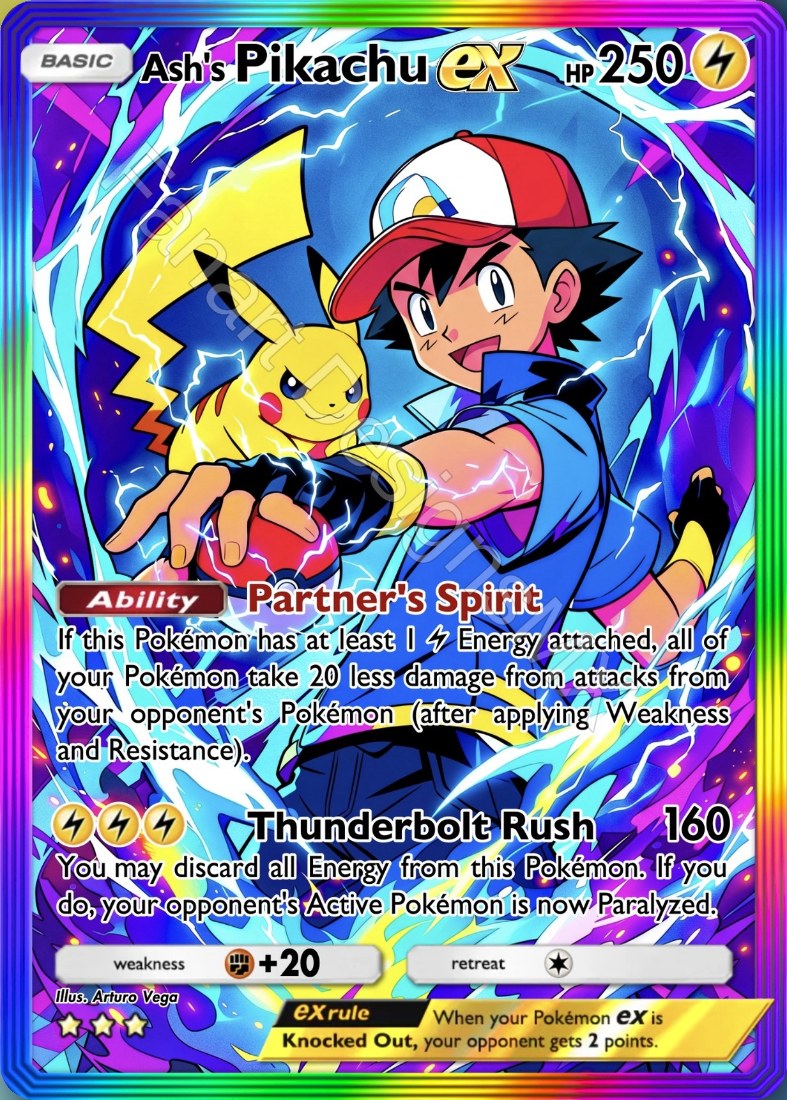 BASIC Ash's Pikachu ex HP 250
Fanart Designs
Ability Partner's Spirit
If this Pokémon has at least 1 Energy attached, all of
your Pokémon take 20 less damage from attacks from
your opponent's Pokémon (after applying Weakness
and Resistance).
Thunderbolt Rush 160
You may discard all Energy from this Pokémon. If you
do, your opponent's Active Pokémon is now Paralyzed.
weakness +20 retreat
Illus. Arturo Vega
ex rule When your Pokémon ex is
Knocked Out, your opponent gets 2 points.